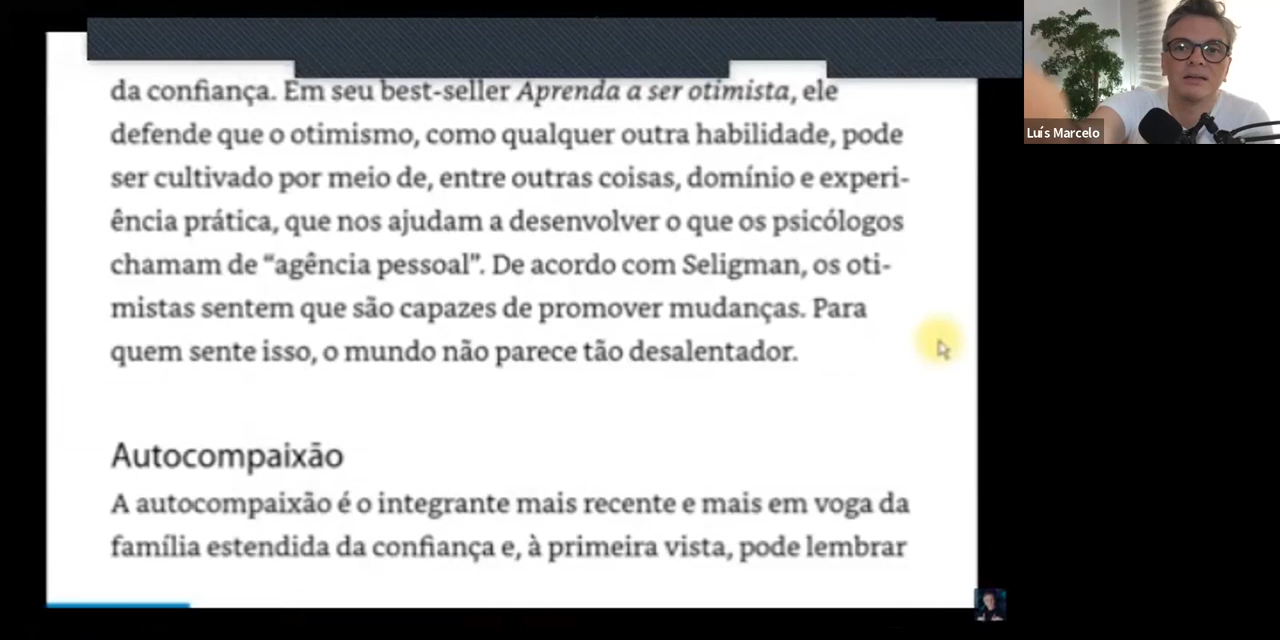 da confiança. Em seu best-seller Aprenda a ser otimista, ele
defende que o otimismo, como qualquer outra habilidade, pode
ser cultivado por meio de, entre outras coisas, domínio e experi-
ência prática, que nos ajudam a desenvolver o que os psicólogos
chamam de “agência pessoal”. De acordo com Seligman, os oti-
mistas sentem que são capazes de promover mudanças. Para
quem sente isso, o mundo não parece tão desalentador.
Autocompaixão
A autocompaixão é o integrante mais recente e mais em voga da
família estendida da confiança e, à primeira vista, pode lembrar
Luís Marcelo